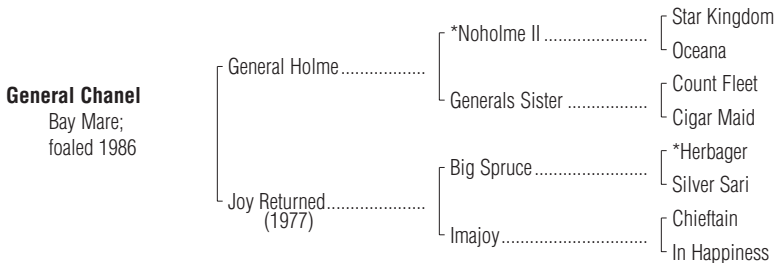 General Chanel
Bay Mare;
foaled 1986
General Holme..................
Joy Returned.....................
(1977)
*Noholme II ......................
Generals Sister .................
Big Spruce........................
Imajoy...............................
Star Kingdom
Oceana
Count Fleet
Cigar Maid
*Herbager
Silver Sari
Chieftain
In Happiness